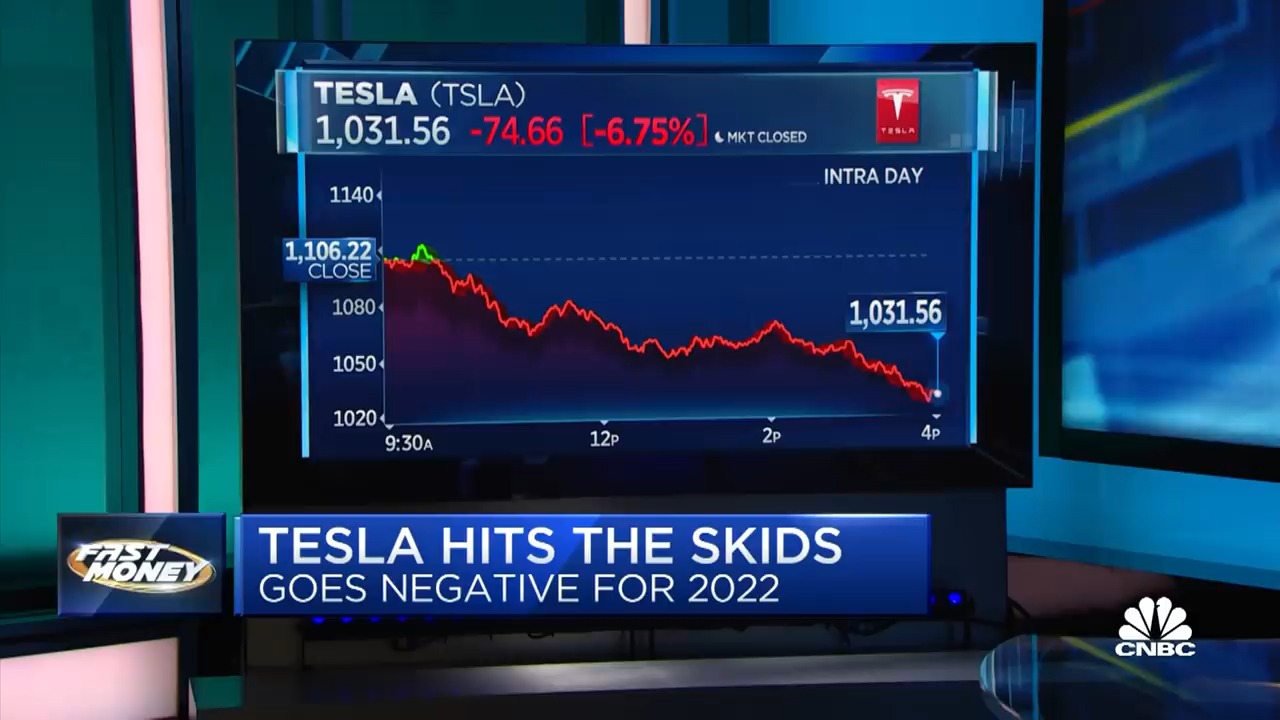 TESLA (TSLA)
1,031.56 -74.66 [-6.75%] MKT CLOSED
TESLA
INTRA DAY
1140
1,106.22
CLOSE
1080
1,031.56
1050
1020
9:30A 12P 2P 4P
FAST
MONEY
TESLA HITS THE SKIDS
GOES NEGATIVE FOR 2022
CNBC